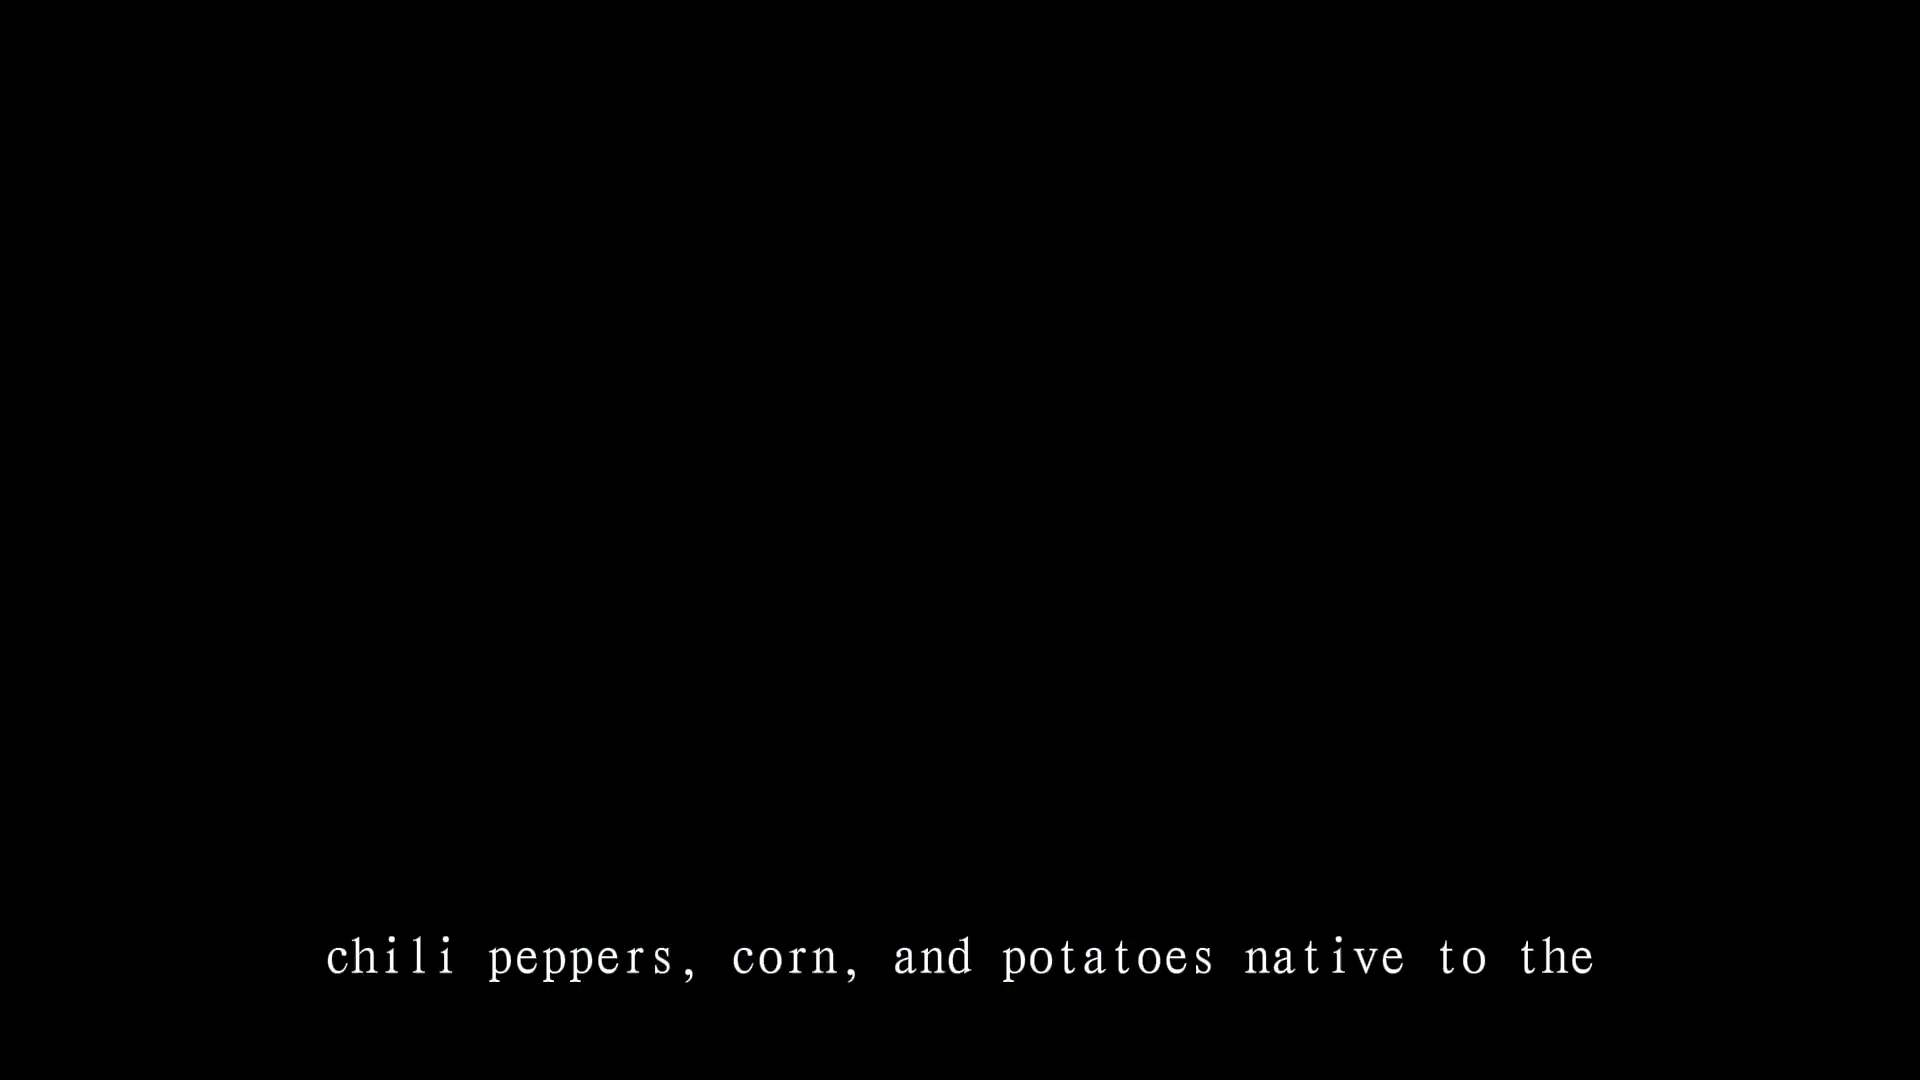 chili peppers, corn, and potatoes native to the